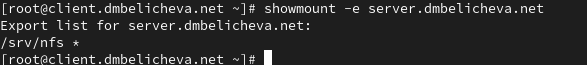 [root@client.dmbelicheva.net ~]# showmount -e server.dmbelicheva.net
Export list for server.dmbelicheva.net:
/srv/nfs *
[root@client.dmbelicheva.net ~]#